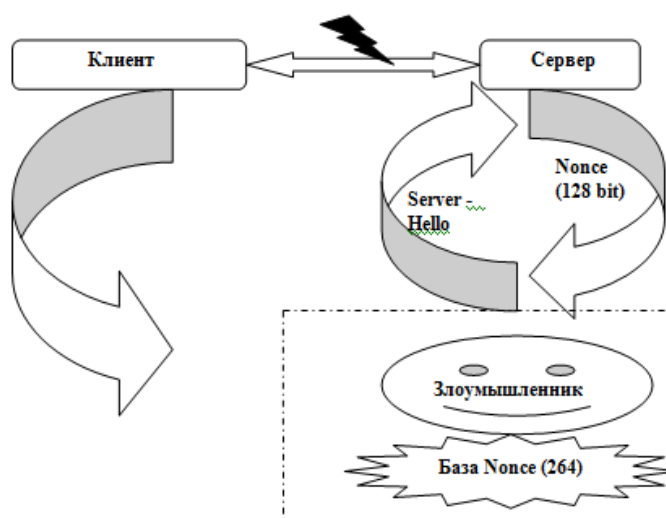 Клиент
Сервер
Nonce
(128 bit)
Server -
Hello
Злоумышленник
База Nonce (264)